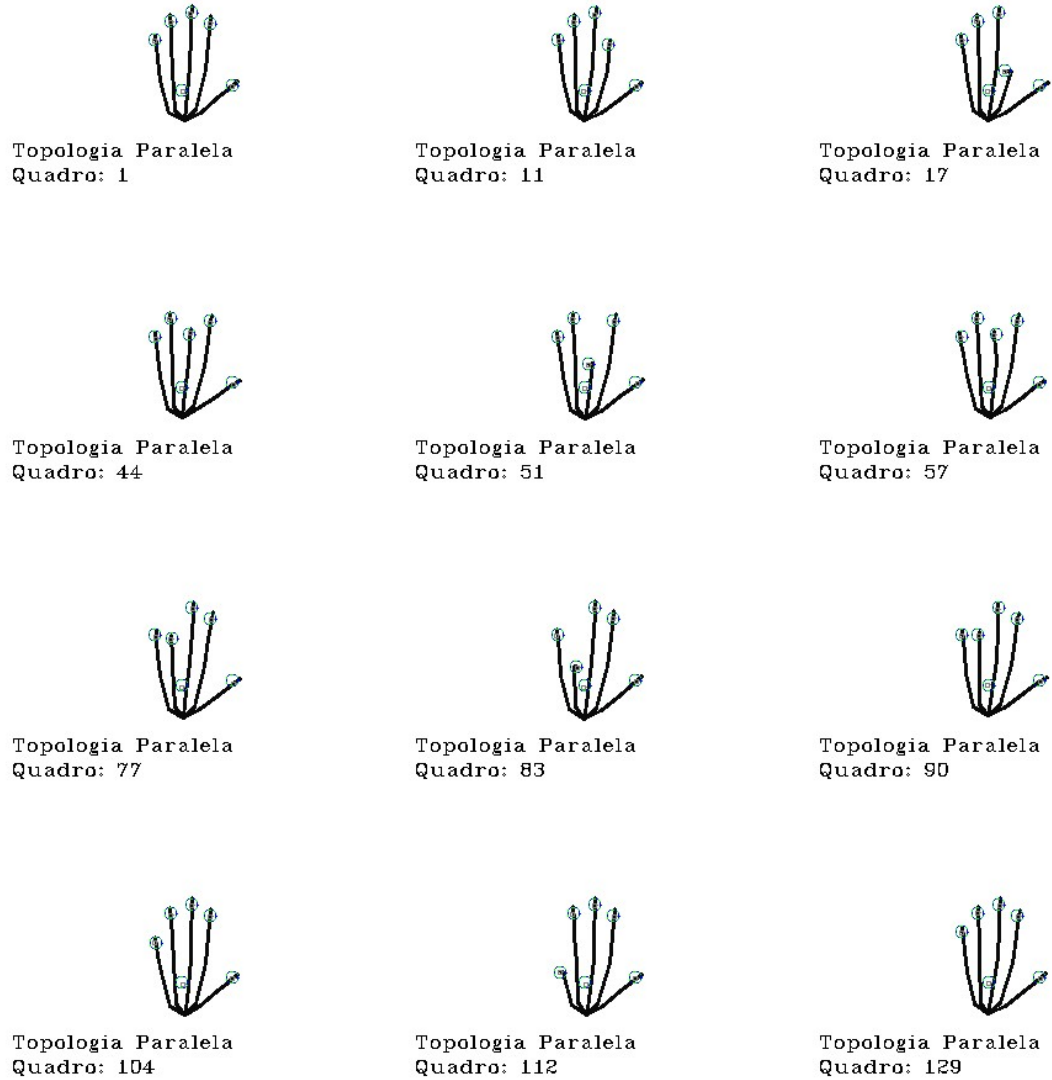 Topologia Paralela
Quadro: 1
Topologia Paralela
Quadro: 11
Topologia Paralela
Quadro: 17
Topologia Paralela
Quadro: 44
Topologia Paralela
Quadro: 51
Topologia Paralela
Quadro: 57
Topologia Paralela
Quadro: 77
Topologia Paralela
Quadro: 83
Topologia Paralela
Quadro: 90
Topologia Paralela
Quadro: 104
Topologia Paralela
Quadro: 112
Topologia Paralela
Quadro: 129